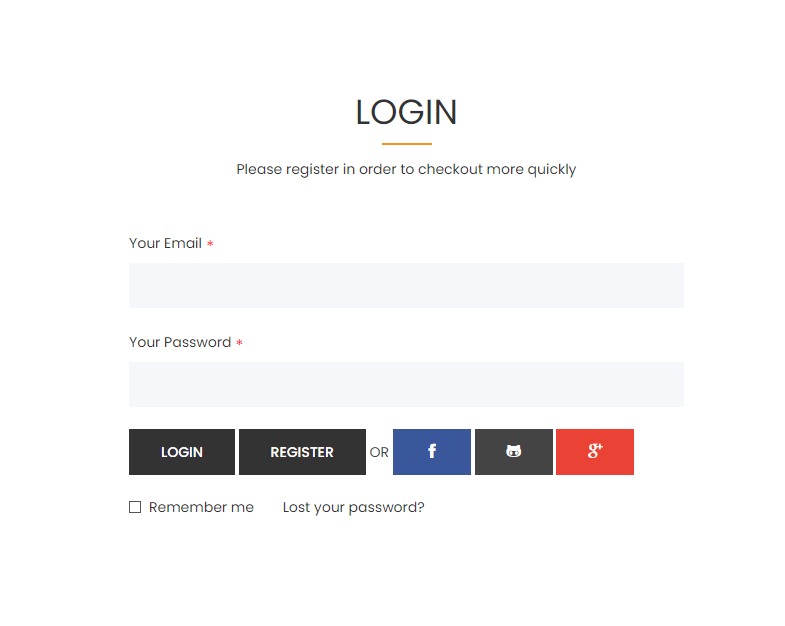 LOGIN
Please register in order to checkout more quickly
Your Email *
Your Password *
LOGIN REGISTER OR f g+
Remember me Lost your password?